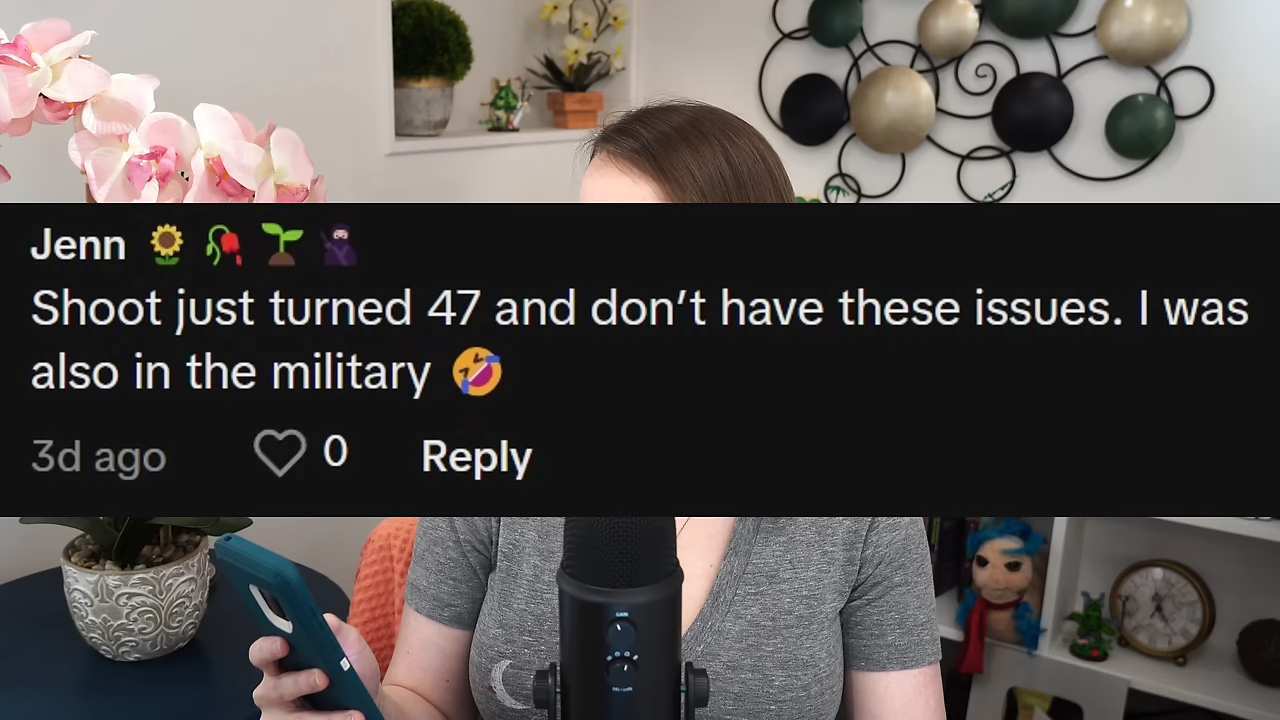 Jenn 🌻 🥀 🌱 🥷
Shoot just turned 47 and don’t have these issues. I was
also in the military 🤣
3d ago 0 Reply
GAIN